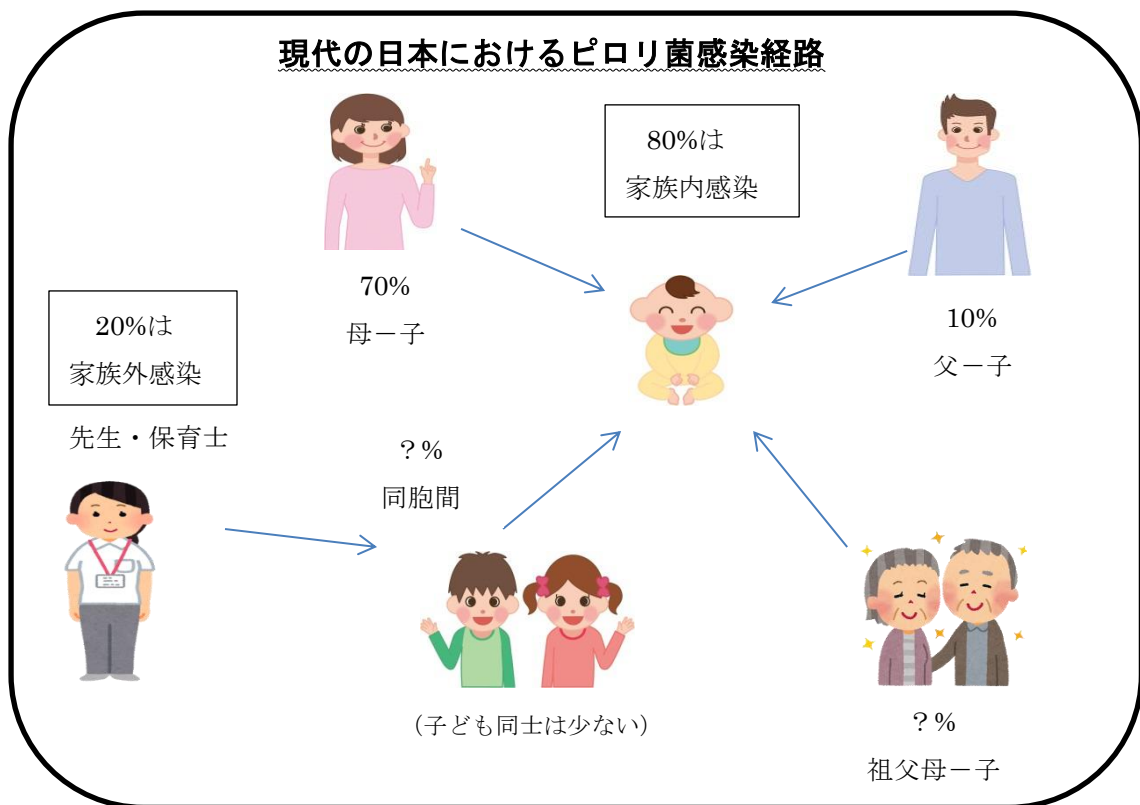 現代の日本におけるピロリ菌感染経路
80%は
家族内感染
70%
母－子
10%
父－子
20%は
家族外感染
先生・保育士
？%
同胞間
（子ども同士は少ない）
？%
祖父母－子